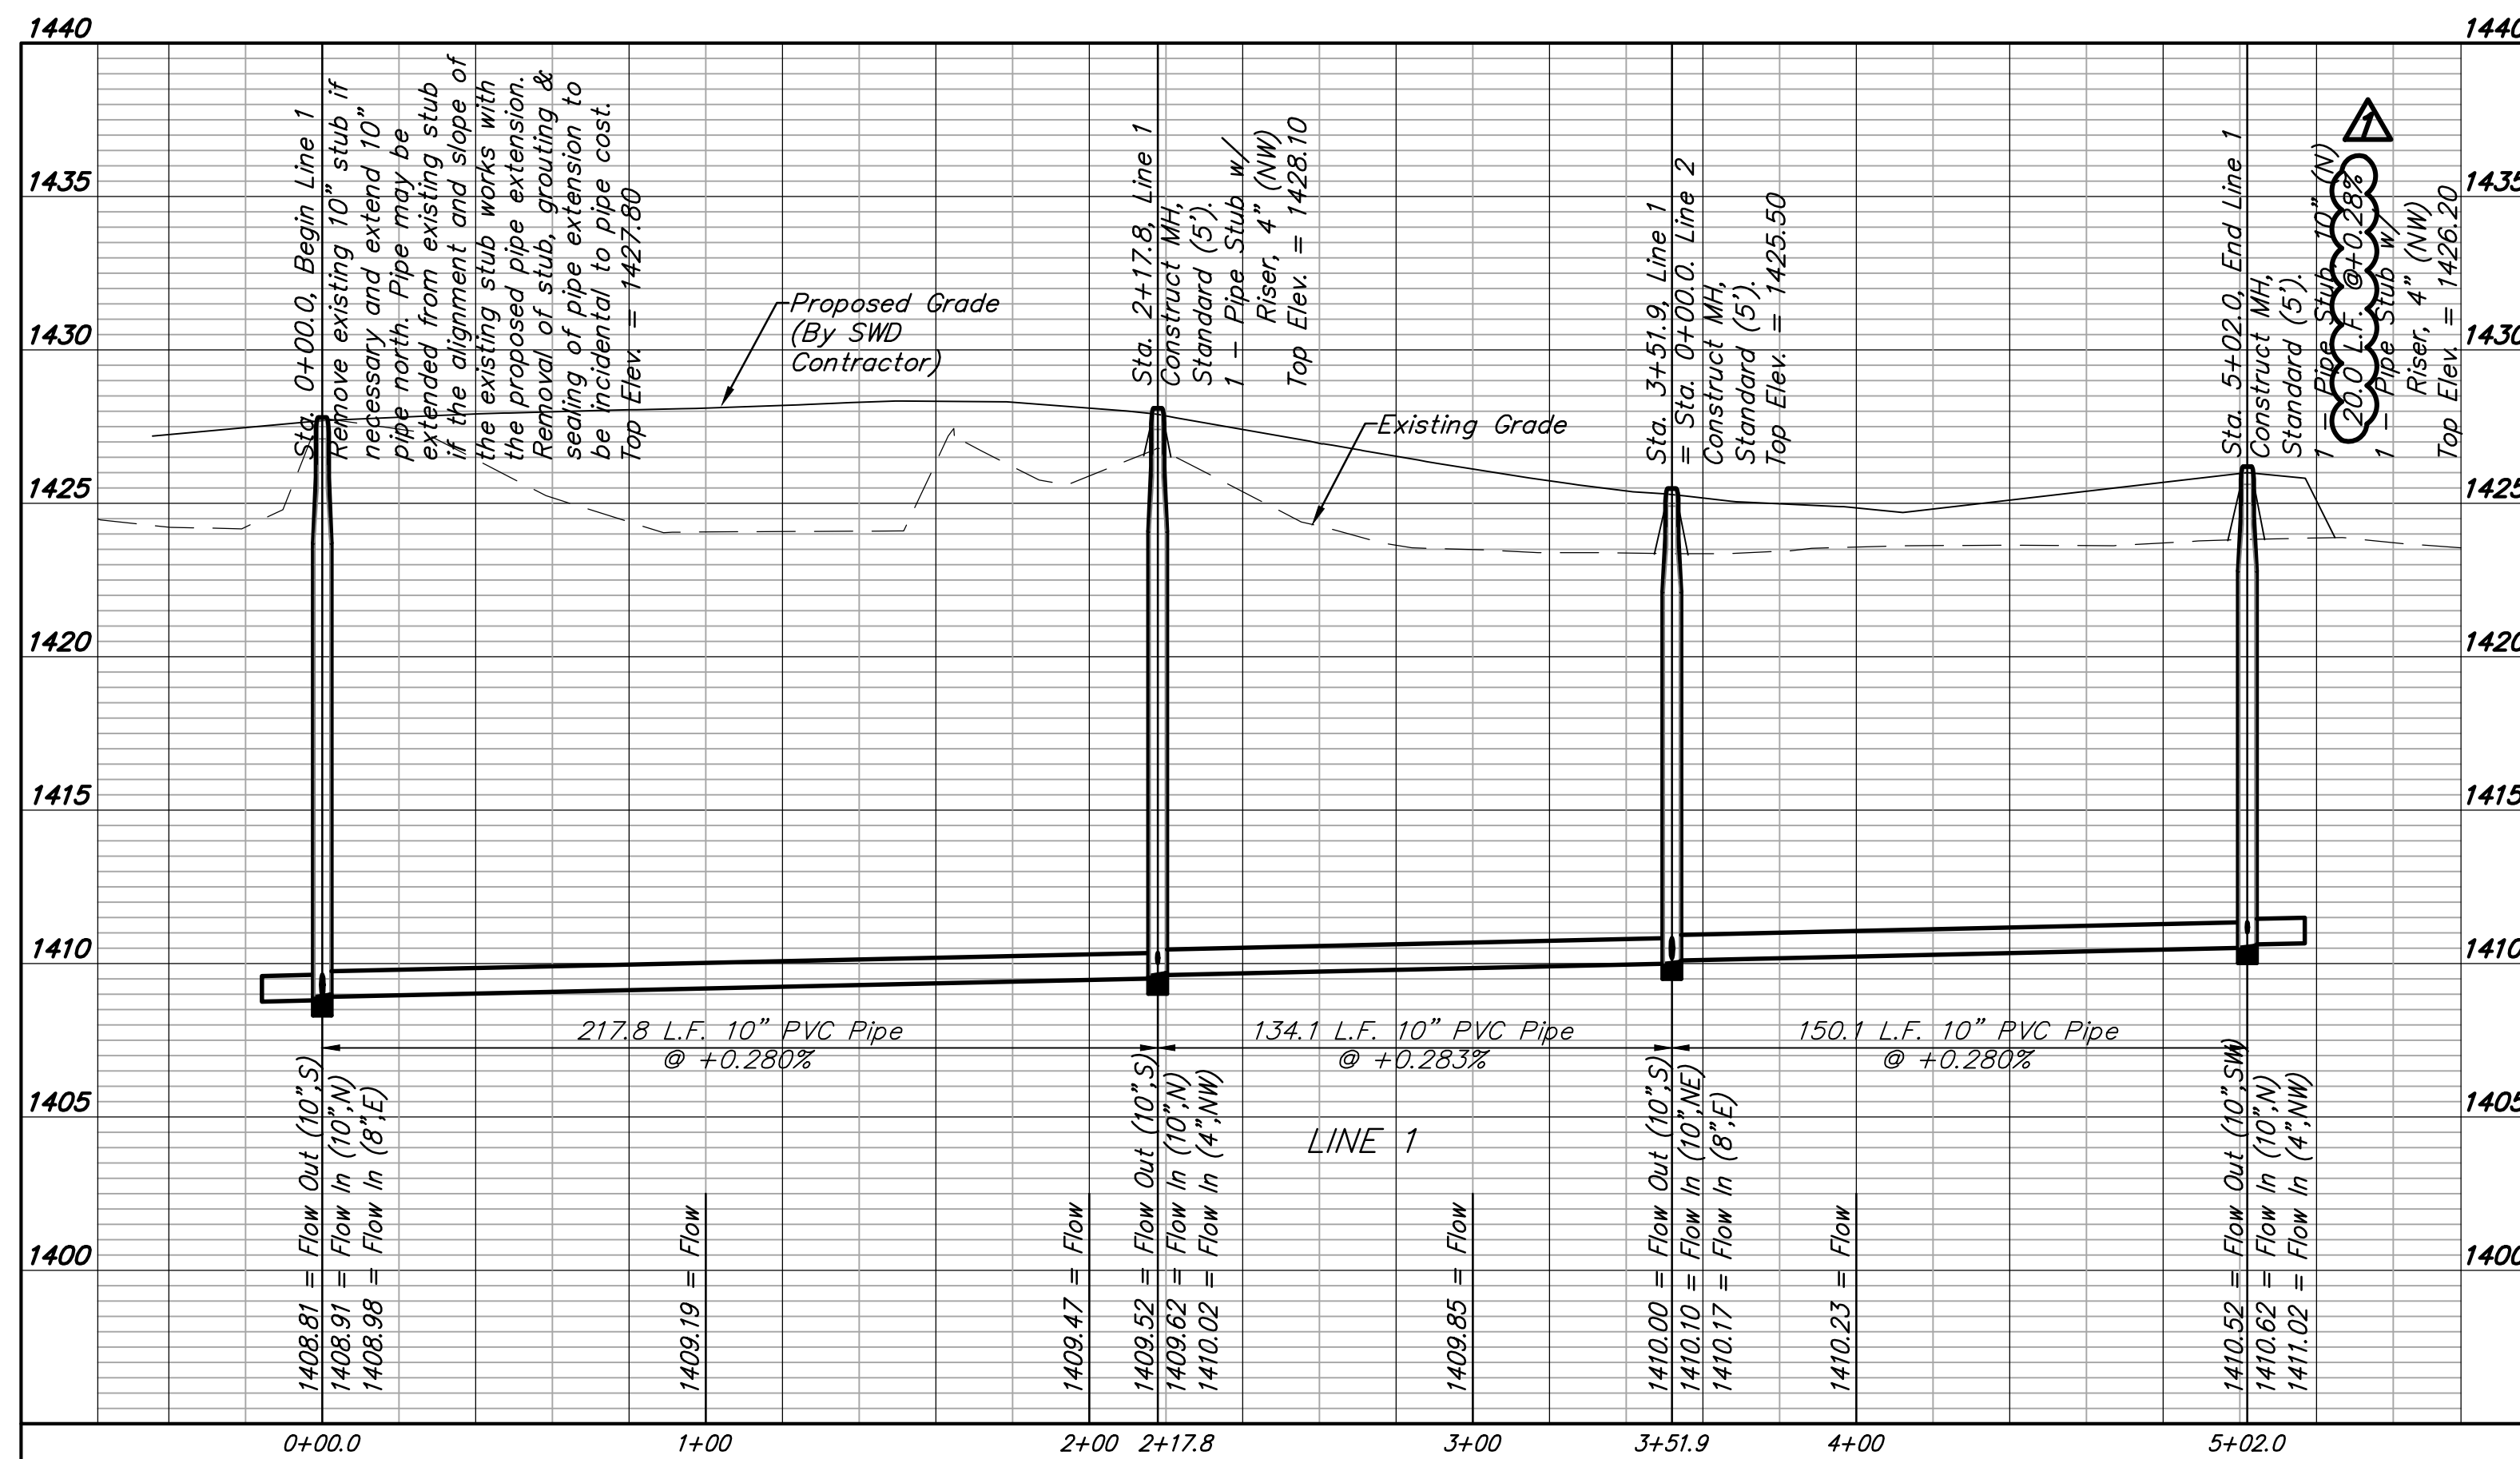 1440
1435
1430
1425
1420
1415
1410
1405
1400
1440
1435
1430
1425
1420
1415
1410
1405
1400
Sta. 0+00.0, Begin Line 1
Remove existing 10" stub if
necessary and extend 10"
pipe north. Pipe may be
extended from existing stub
if the alignment and slope of
the existing stub works with
the proposed pipe extension.
Removal of stub, grouting &
sealing of pipe extension to
be incidental to pipe cost.
Top Elev. = 1427.80
Proposed Grade
(By SWD
Contractor)
Sta. 2+17.8, Line 1
Construct MH,
Standard (5').
1 - Pipe Stub w/
Riser, 4" (NW)
Top Elev. = 1428.10
Existing Grade
Sta. 3+51.9, Line 1
= Sta. 0+00.0. Line 2
Construct MH,
Standard (5').
Top Elev. = 1425.50
Sta. 5+02.0, End Line 1
Construct MH,
Standard (5').
1 - Pipe Stub, 10" (N)
20.0 L.F. @+0.28%
1 - Pipe Stub w/
Riser, 4" (NW)
Top Elev. = 1426.20
1
217.8 L.F. 10" PVC Pipe
@ +0.280%
134.1 L.F. 10" PVC Pipe
@ +0.283%
150.1 L.F. 10" PVC Pipe
@ +0.280%
LINE 1
1408.81 = Flow Out (10",S)
1408.91 = Flow In (10",N)
1408.98 = Flow In (8",E)
1409.19 = Flow
1409.47 = Flow
1409.52 = Flow Out (10",S)
1409.62 = Flow In (10",N)
1410.02 = Flow In (4",NW)
1409.85 = Flow
1410.00 = Flow Out (10",S)
1410.10 = Flow In (10",NE)
1410.17 = Flow In (8",E)
1410.23 = Flow
1410.52 = Flow Out (10",SW)
1410.62 = Flow In (10",N)
1411.02 = Flow In (4",NW)
0+00.0
1+00
2+00
2+17.8
3+00
3+51.9
4+00
5+02.0